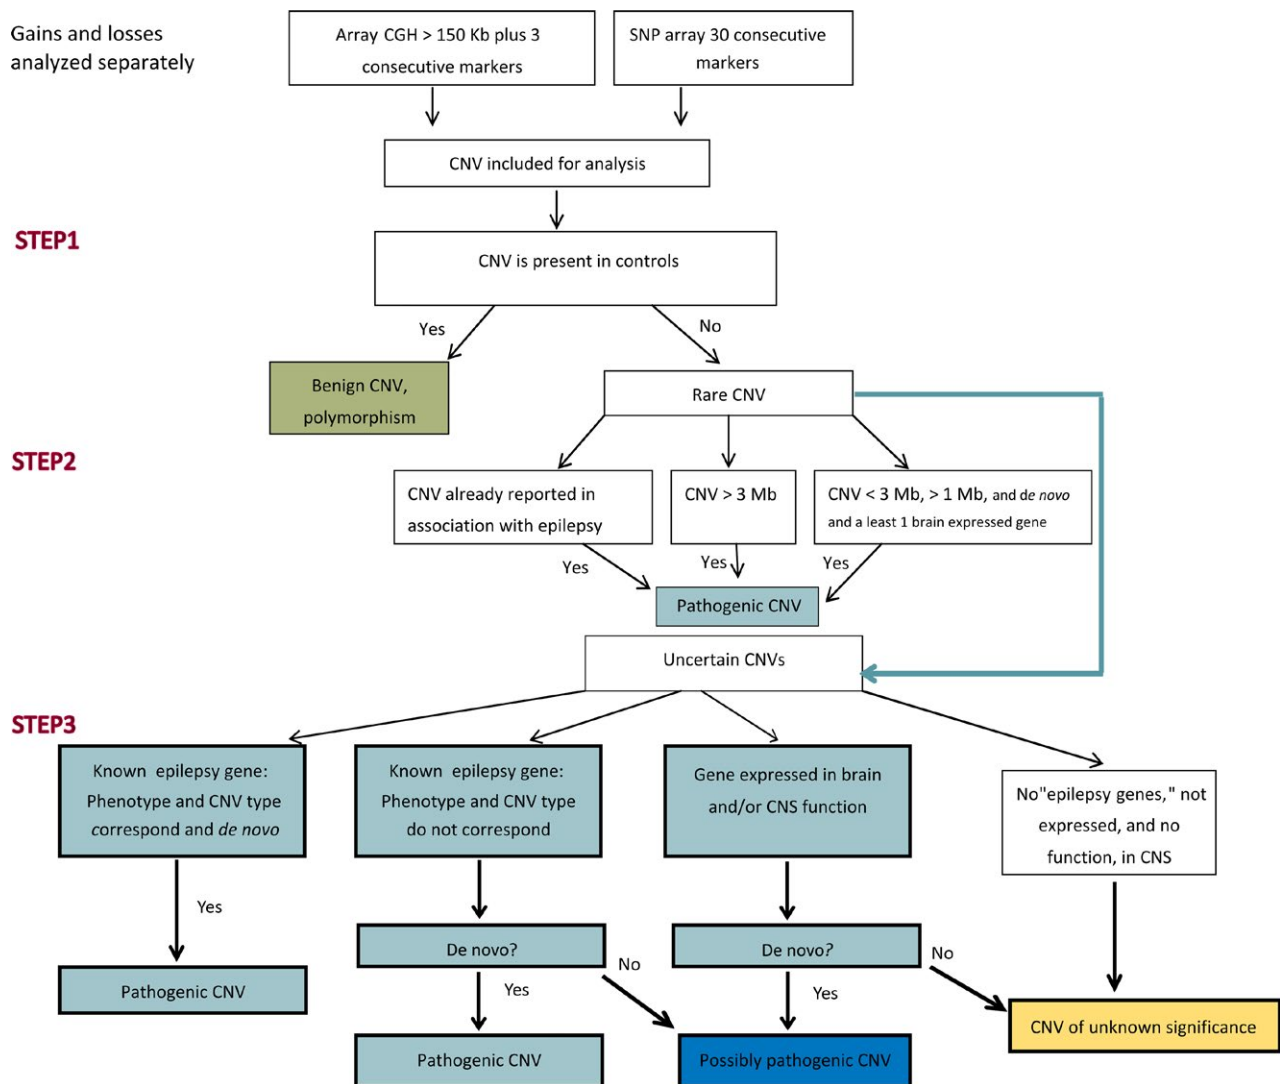 Gains and losses
analyzed separately
Array CGH > 150 Kb plus 3
consecutive markers
SNP array 30 consecutive
markers
CNV included for analysis
STEP1
CNV is present in controls
Yes
No
Benign CNV,
polymorphism
Rare CNV
STEP2
CNV already reported in
association with epilepsy
CNV > 3 Mb
CNV < 3 Mb, > 1 Mb, and de novo
and a least 1 brain expressed gene
Yes
Yes
Yes
Pathogenic CNV
Uncertain CNVs
STEP3
Known epilepsy gene:
Phenotype and CNV type
correspond and de novo
Known epilepsy gene:
Phenotype and CNV type
do not correspond
Gene expressed in brain
and/or CNS function
No"epilepsy genes," not
expressed, and no
function, in CNS
Yes
De novo?
De novo?
No
No
Yes
Yes
Pathogenic CNV
Pathogenic CNV
Possibly pathogenic CNV
CNV of unknown significance